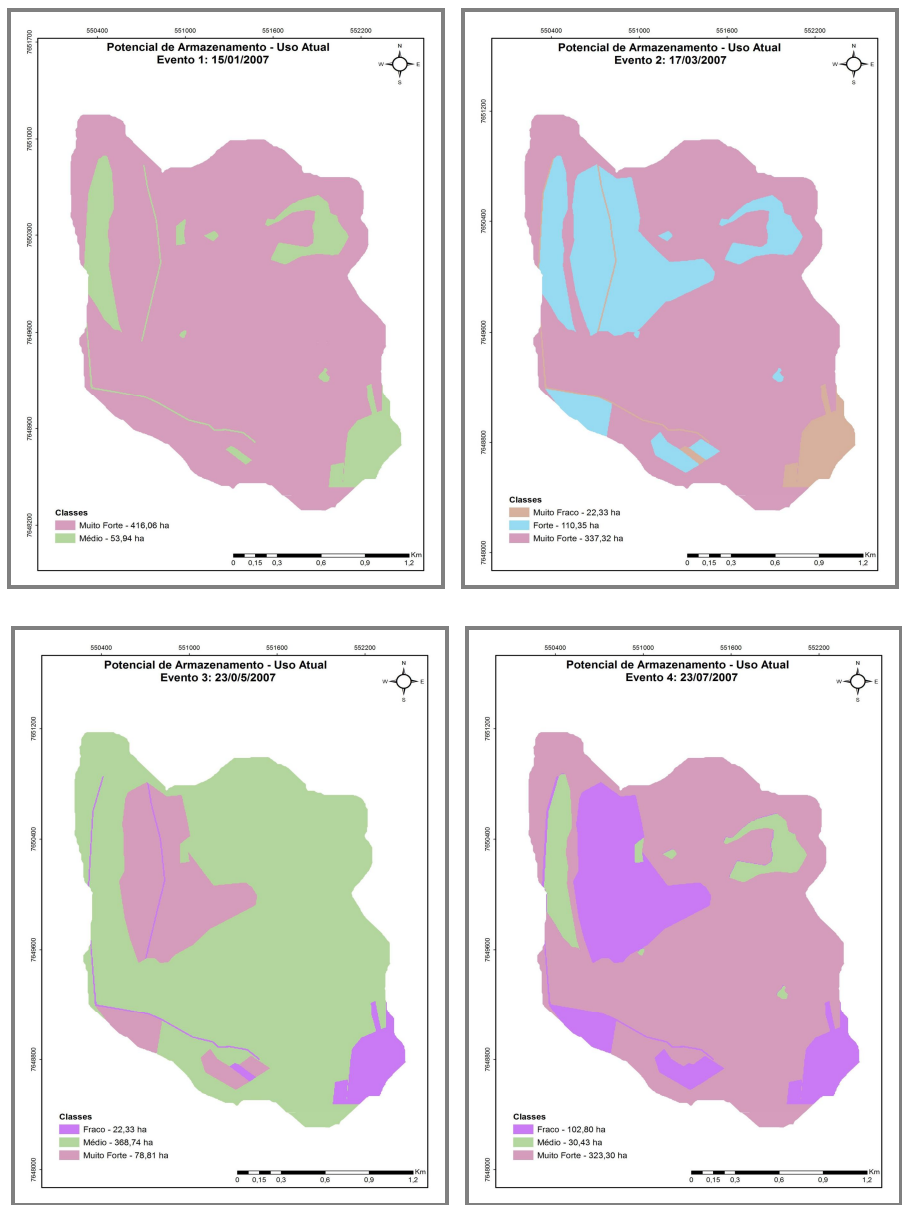 550400 551000 551600 552200
Potencial de Armazenamento - Uso Atual
Evento 1: 15/01/2007
N
W E
S
7651700
7651000
7650300
7649600
7648900
7648200
Classes
Muito Forte - 416,06 ha
Médio - 53,94 ha
Km
0 0,15 0,3 0,6 0,9 1,2
550400 551000 551600 552200
Potencial de Armazenamento - Uso Atual
Evento 2: 17/03/2007
N
W E
S
7651200
7650400
7649600
7648800
7648000
Classes
Muito Fraco - 22,33 ha
Forte - 110,35 ha
Muito Forte - 337,32 ha
Km
0 0,15 0,3 0,6 0,9 1,2
550400 551000 551600 552200
Potencial de Armazenamento - Uso Atual
Evento 3: 23/0/5/2007
N
W E
S
7651200
7650400
7649600
7648800
7648000
Classes
Fraco - 22,33 ha
Médio - 368,74 ha
Muito Forte - 78,81 ha
Km
0 0,15 0,3 0,6 0,9 1,2
550400 551000 551600 552200
Potencial de Armazenamento - Uso Atual
Evento 4: 23/07/2007
N
W E
S
7651200
7650400
7649600
7648800
7648000
Classes
Fraco - 102,80 ha
Médio - 30,43 ha
Muito Forte - 323,30 ha
Km
0 0,15 0,3 0,6 0,9 1,2